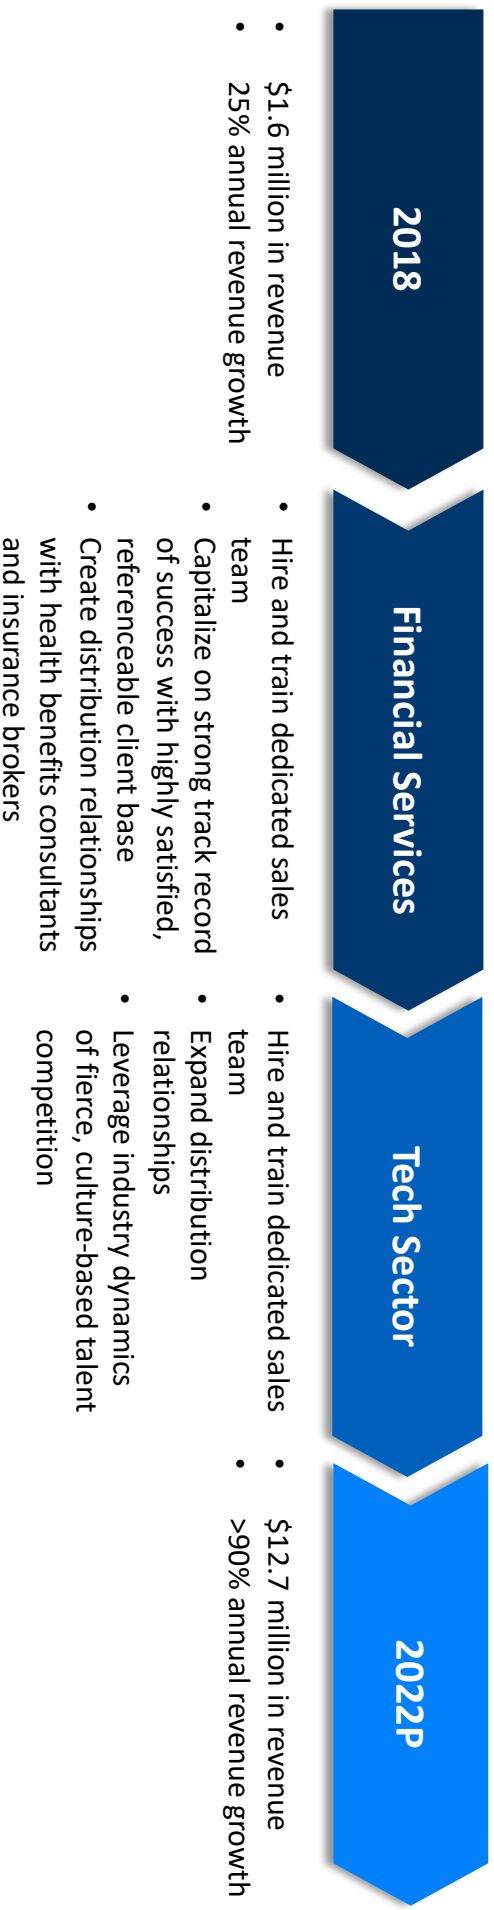 2018
• $1.6 million in revenue
• 25% annual revenue growth
Financial Services
• Hire and train dedicated sales
team
• Capitalize on strong track record
of success with highly satisfied,
referenceable client base
• Create distribution relationships
with health benefits consultants
and insurance brokers
Tech Sector
• Hire and train dedicated sales
team
• Expand distribution
relationships
• Leverage industry dynamics
of fierce, culture-based talent
competition
2022P
• $12.7 million in revenue
• >90% annual revenue growth